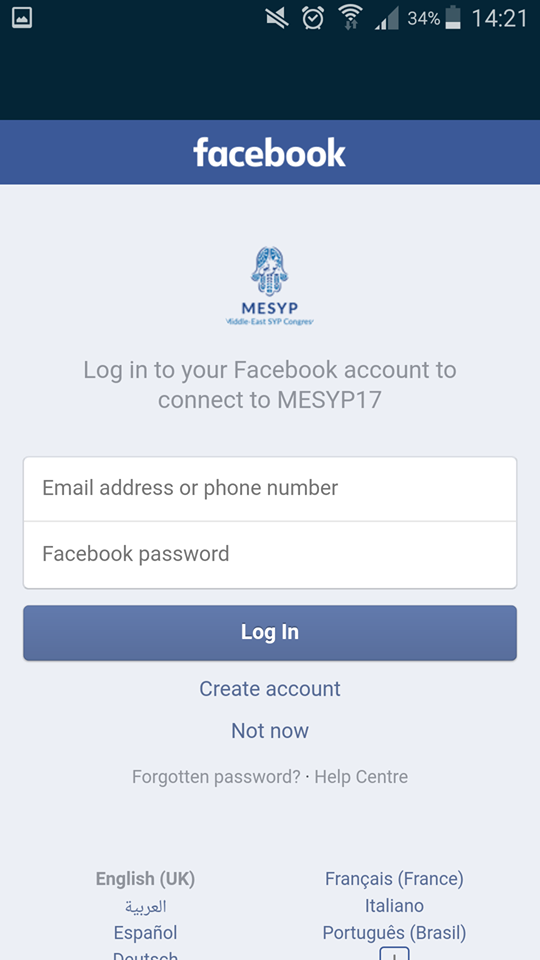 34% 14:21
facebook
MESYP
Middle-East SYP Congress
Log in to your Facebook account to
connect to MESYP17
Email address or phone number
Facebook password
Log In
Create account
Not now
Forgotten password? · Help Centre
English (UK) Français (France)
العربية Italiano
Español Português (Brasil)
Deutsch